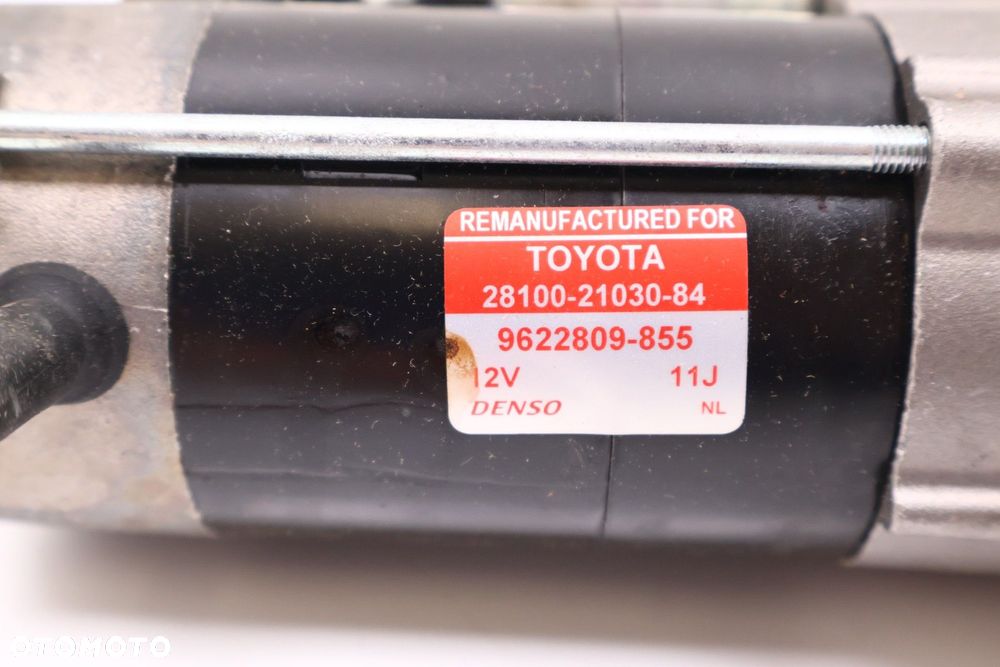 REMANUFACTURED FOR
TOYOTA
28100-21030-84
9622809-855
12V 11J
DENSO NL
OTOMOTO